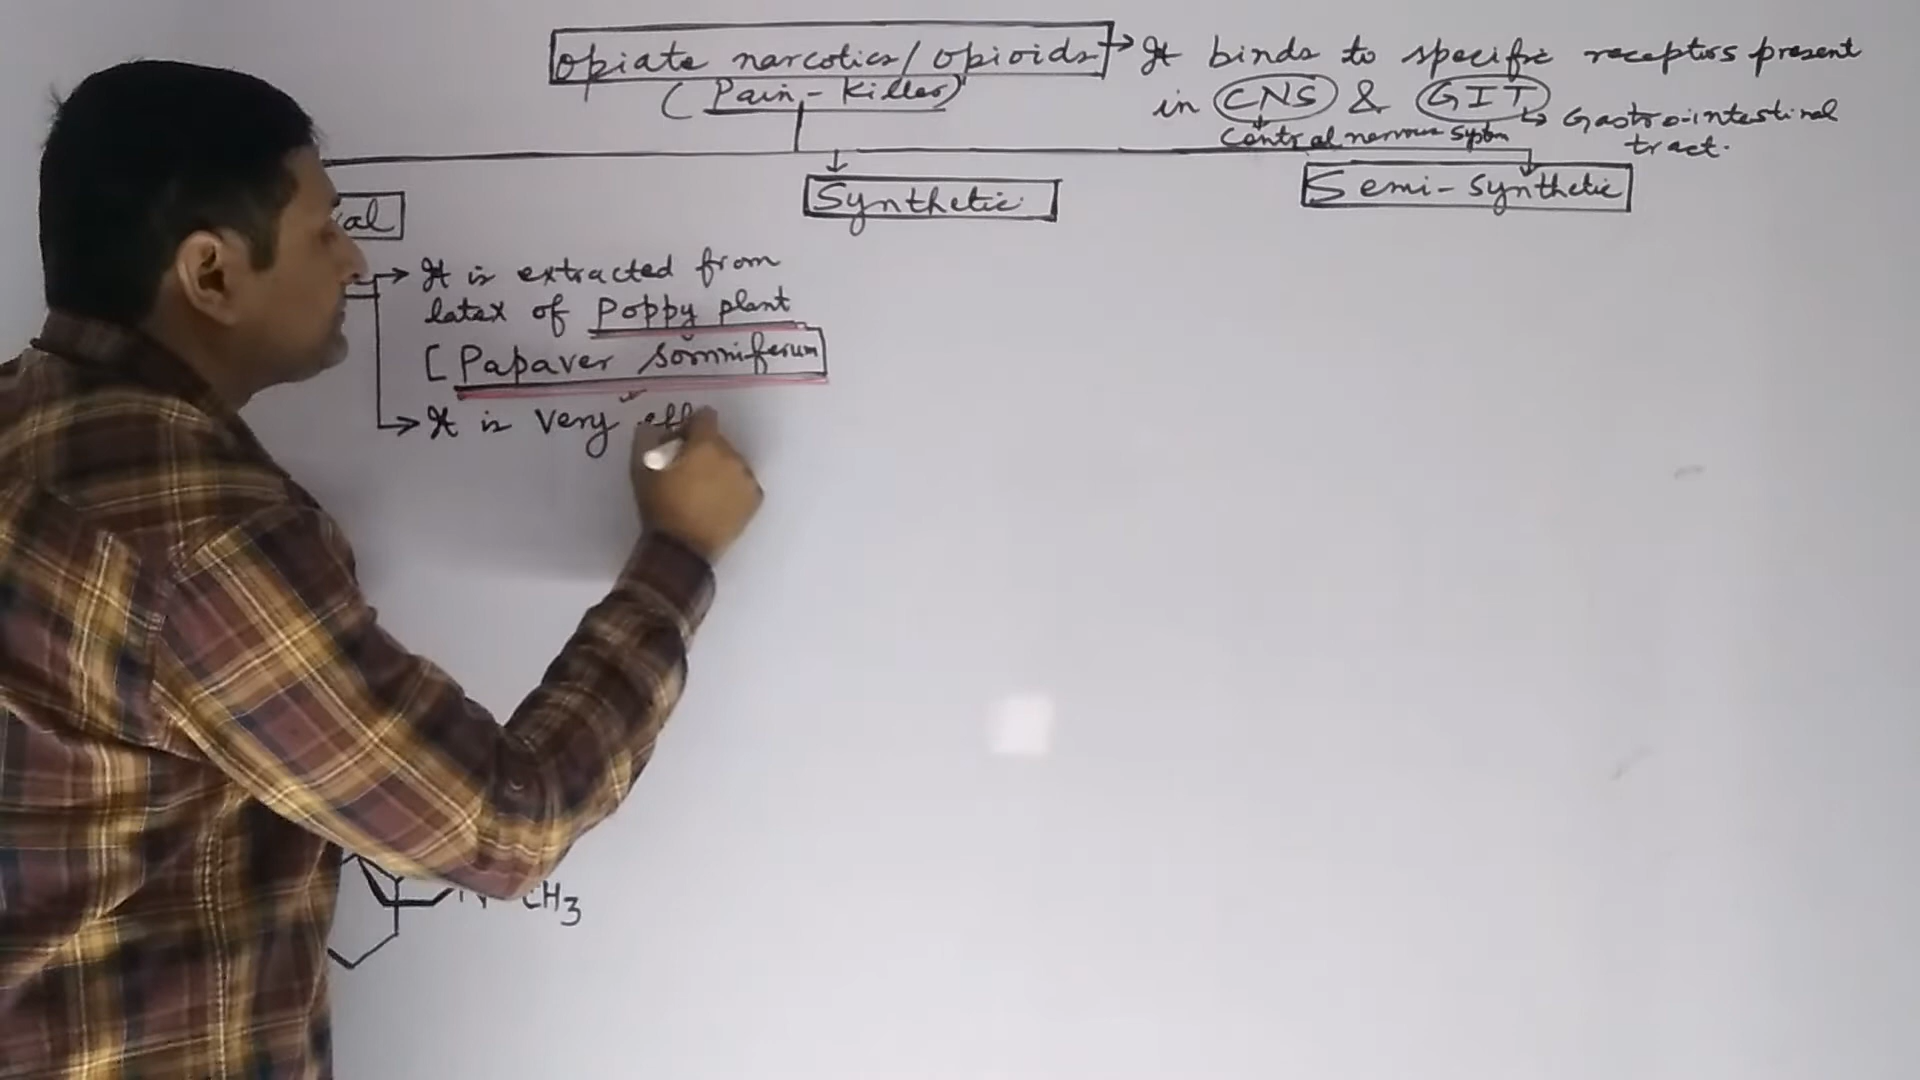 Opiate narcotics/opioids → It binds to specific receptors present
(Pain-Killer)
in CNS & GIT → Gastro-intestinal
tract.
Central nervous system
al
Synthetic
Semi-synthetic
→ It is extracted from
latex of Poppy plant
[Papaver somniferum
→ It is very eff
CH3